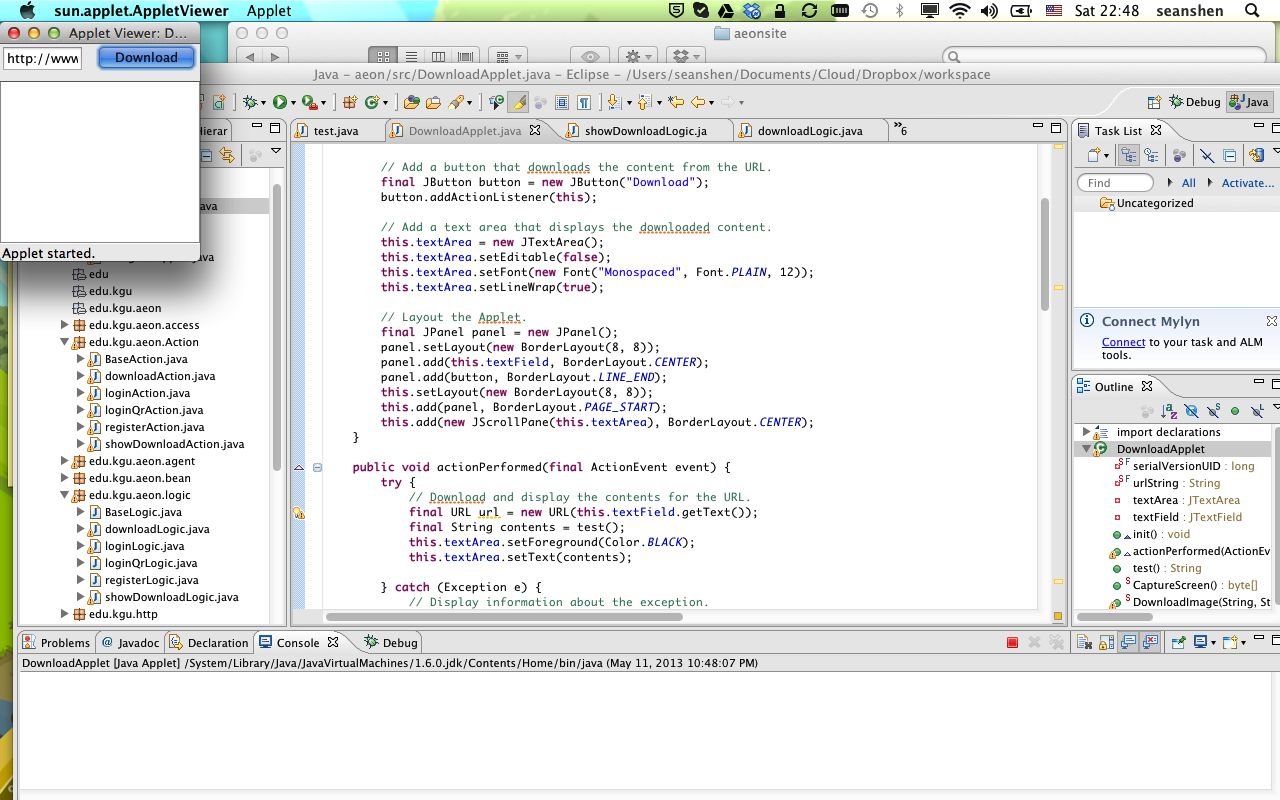 sun.applet.AppletViewer Applet
Sat 22:48 seanshen
Applet Viewer: D...
http://www
Download
Applet started.
aeonsite
Java – aeon/src/DownloadApplet.java – Eclipse – /Users/seanshen/Documents/Cloud/Dropbox/workspace
Debug
Java
Hierar
ava
edu
edu.kgu
edu.kgu.aeon
edu.kgu.aeon.access
edu.kgu.aeon.Action
BaseAction.java
downloadAction.java
loginAction.java
loginQrAction.java
registerAction.java
showDownloadAction.java
edu.kgu.aeon.agent
edu.kgu.aeon.bean
edu.kgu.aeon.logic
BaseLogic.java
downloadLogic.java
loginLogic.java
loginQrLogic.java
registerLogic.java
showDownloadLogic.java
edu.kgu.http
test.java
DownloadApplet.java
showDownloadLogic.ja
downloadLogic.java
»6
// Add a button that downloads the content from the URL.
final JButton button = new JButton("Download");
button.addActionListener(this);
// Add a text area that displays the downloaded content.
this.textArea = new JTextArea();
this.textArea.setEditable(false);
this.textArea.setFont(new Font("Monospaced", Font.PLAIN, 12));
this.textArea.setLineWrap(true);
// Layout the Applet.
final JPanel panel = new JPanel();
panel.setLayout(new BorderLayout(8, 8));
panel.add(this.textField, BorderLayout.CENTER);
panel.add(button, BorderLayout.LINE_END);
this.setLayout(new BorderLayout(8, 8));
this.add(panel, BorderLayout.PAGE_START);
this.add(new JScrollPane(this.textArea), BorderLayout.CENTER);
}
public void actionPerformed(final ActionEvent event) {
try {
// Download and display the contents for the URL.
final URL url = new URL(this.textField.getText());
final String contents = test();
this.textArea.setForeground(Color.BLACK);
this.textArea.setText(contents);
} catch (Exception e) {
// Display information about the exception.
Task List
Find
All
Activate...
Uncategorized
Connect Mylyn
Connect to your task and ALM
tools.
Outline
import declarations
DownloadApplet
serialVersionUID : long
urlString : String
textArea : JTextArea
textField : JTextField
init() : void
actionPerformed(ActionEv
test() : String
CaptureScreen() : byte[]
DownloadImage(String, St
Problems
@ Javadoc
Declaration
Console
Debug
DownloadApplet [Java Applet] /System/Library/Java/JavaVirtualMachines/1.6.0.jdk/Contents/Home/bin/java (May 11, 2013 10:48:07 PM)